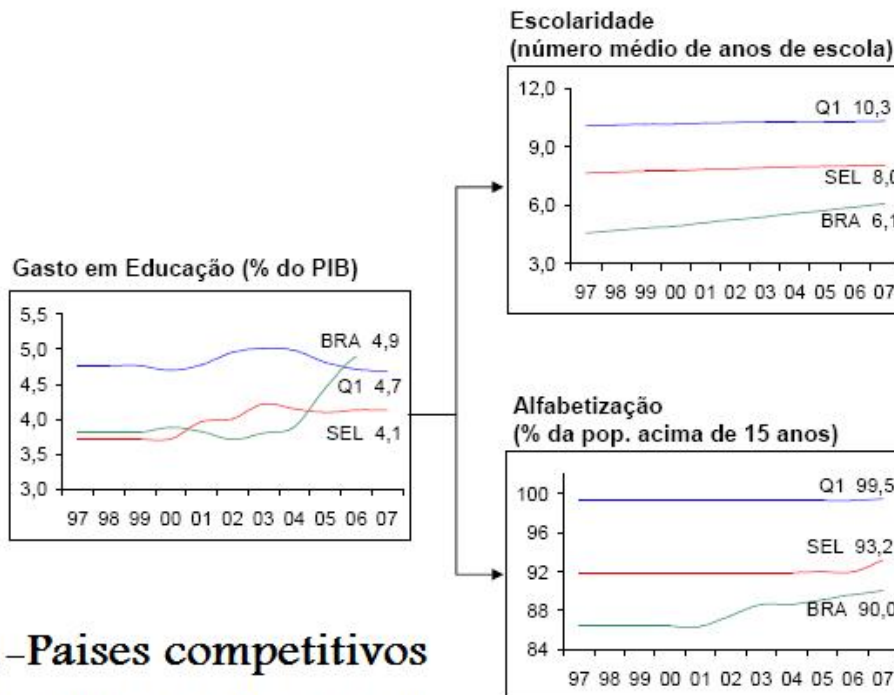 Escolaridade
(número médio de anos de escola)
12,0
9,0
6,0
3,0
Q1 10,3
SEL 8,0
BRA 6,1
97 98 99 00 01 02 03 04 05 06 07
Gasto em Educação (% do PIB)
5,5
5,0
4,5
4,0
3,5
3,0
BRA 4,9
Q1 4,7
SEL 4,1
97 98 99 00 01 02 03 04 05 06 07
Alfabetização
(% da pop. acima de 15 anos)
100
96
92
88
84
Q1 99,5
SEL 93,2
BRA 90,0
97 98 99 00 01 02 03 04 05 06 07
–Paises competitivos